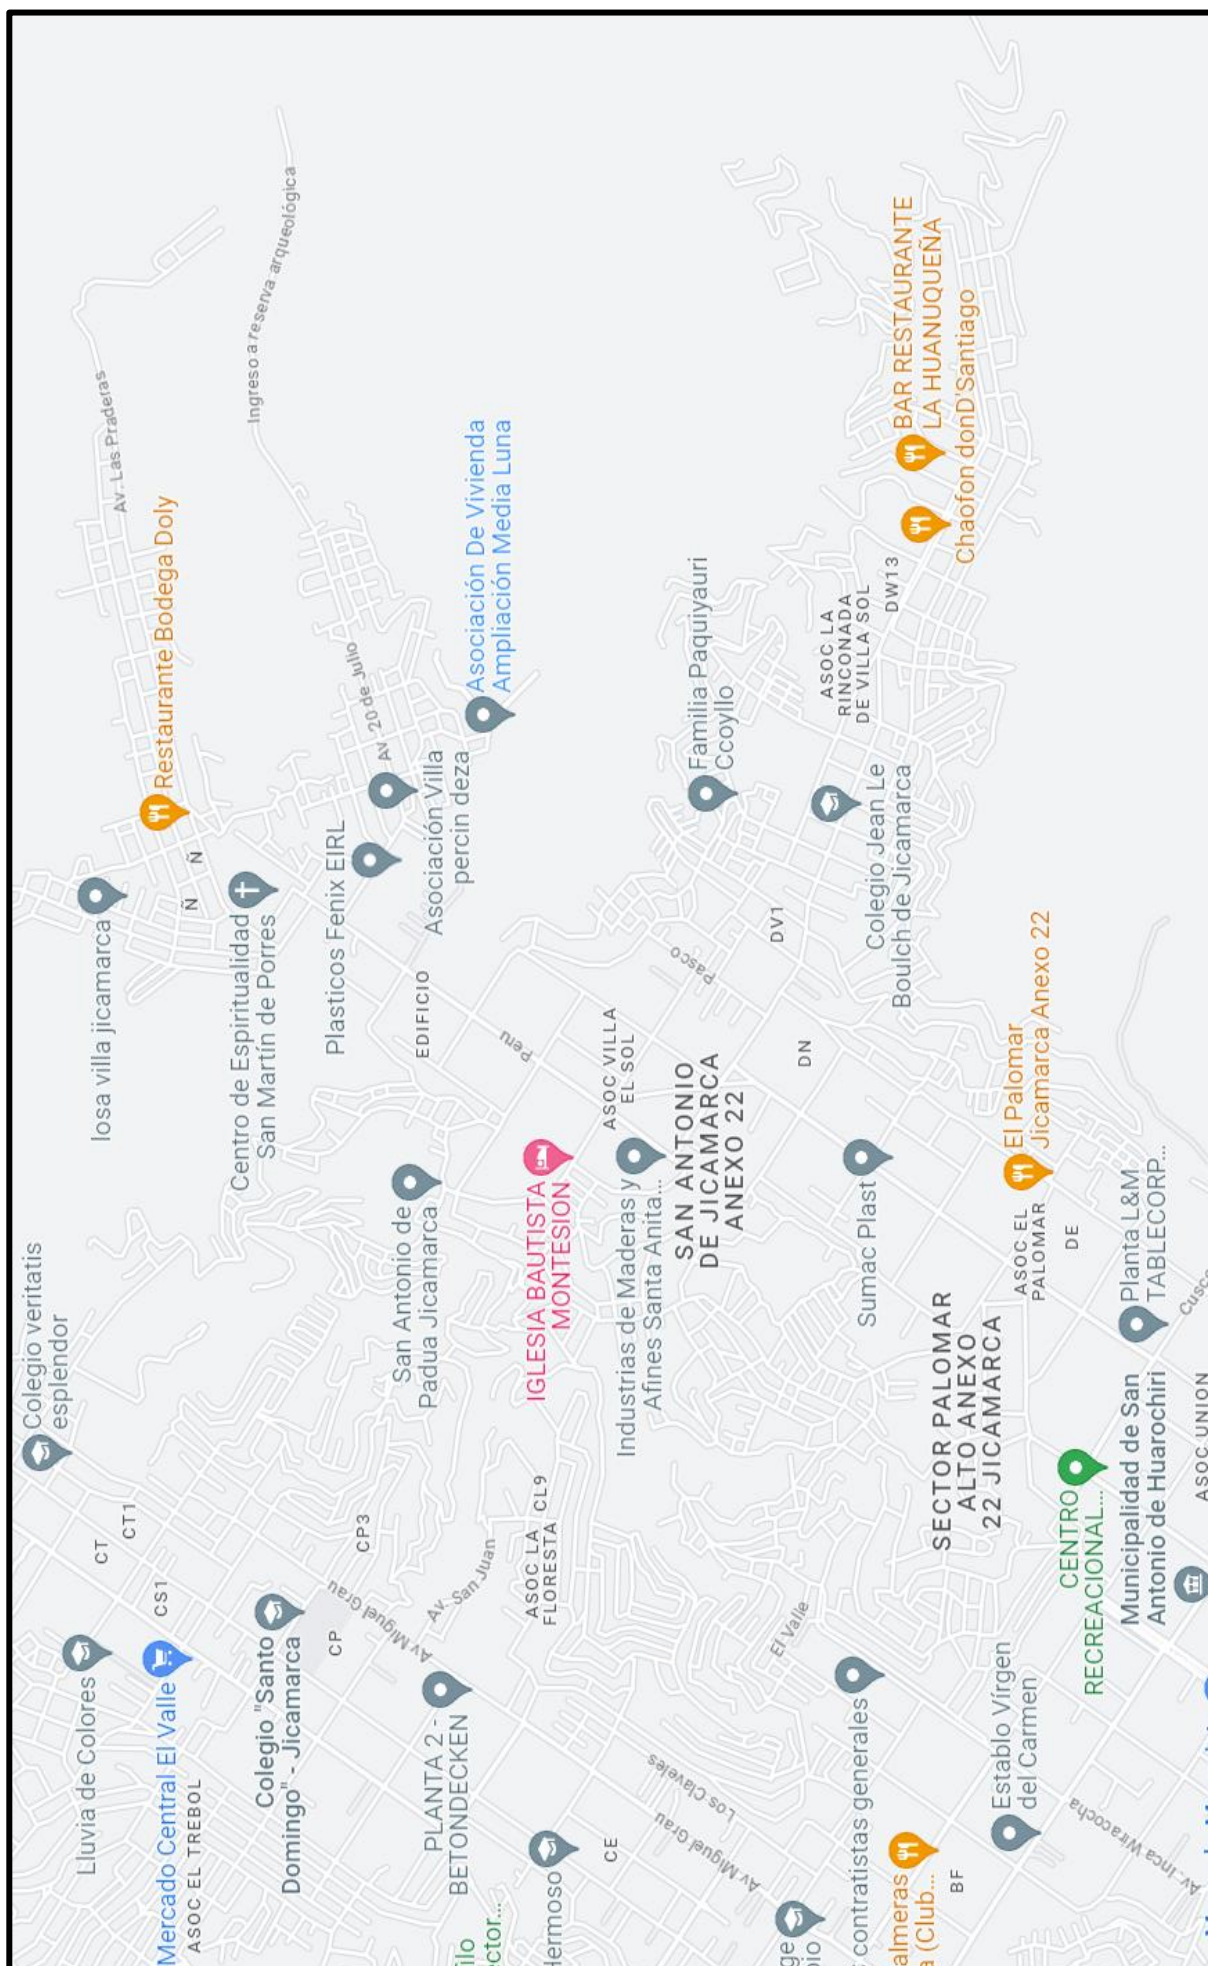 Av. Las Praderas
Ingreso a reserva arqueológica
Restaurante Bodega Doly
Asociación De Vivienda
Ampliación Media Luna
BAR RESTAURANTE
LA HUANUQUEÑA
Chaofon donD'Santiago
Av. 20 de Julio
Asociación Villa
percin deza
Plasticos Fenix EIRL
Familia Paquiyauri
Ccoyllo
ASOC LA
RINCONADA
DE VILLA SOL
DW13
Colegio Jean Le
Boulch de Jicamarca
DV1
Ñ
Ñ
losa villa jicamarca
Centro de Espiritualidad
San Martín de Porres
EDIFICIO
Peru
Pasco
ASOC VILLA
EL SOL
DN
SAN ANTONIO
DE JICAMARCA
ANEXO 22
El Palomar
Jicamarca Anexo 22
ASOC EL
PALOMAR
DE
San Antonio de
Padua Jicamarca
IGLESIA BAUTISTA
MONTESION
Industrias de Maderas y
Afines Santa Anita...
Sumac Plast
Planta L&M
TABLECORP...
Colegio veritatis
esplendor
CT
CT1
CS1
CP3
CP
Av Miguel Grau
Av. San Juan
ASOC LA
FLORESTA
CL9
SECTOR PALOMAR
ALTO ANEXO
22 JICAMARCA
CENTRO
RECREACIONAL...
Municipalidad de San
Antonio de Huarochiri
ASOC UNION
El Valle
Lluvia de Colores
Mercado Central El Valle
ASOC EL TREBOL
Colegio "Santo
Domingo" - Jicamarca
PLANTA 2 -
BETONDECKEN
CE
Los Claveles
Av Miguel Grau
contratistas generales
Establo Vírgen
del Carmen
BF
Av. Inca Wiracocha